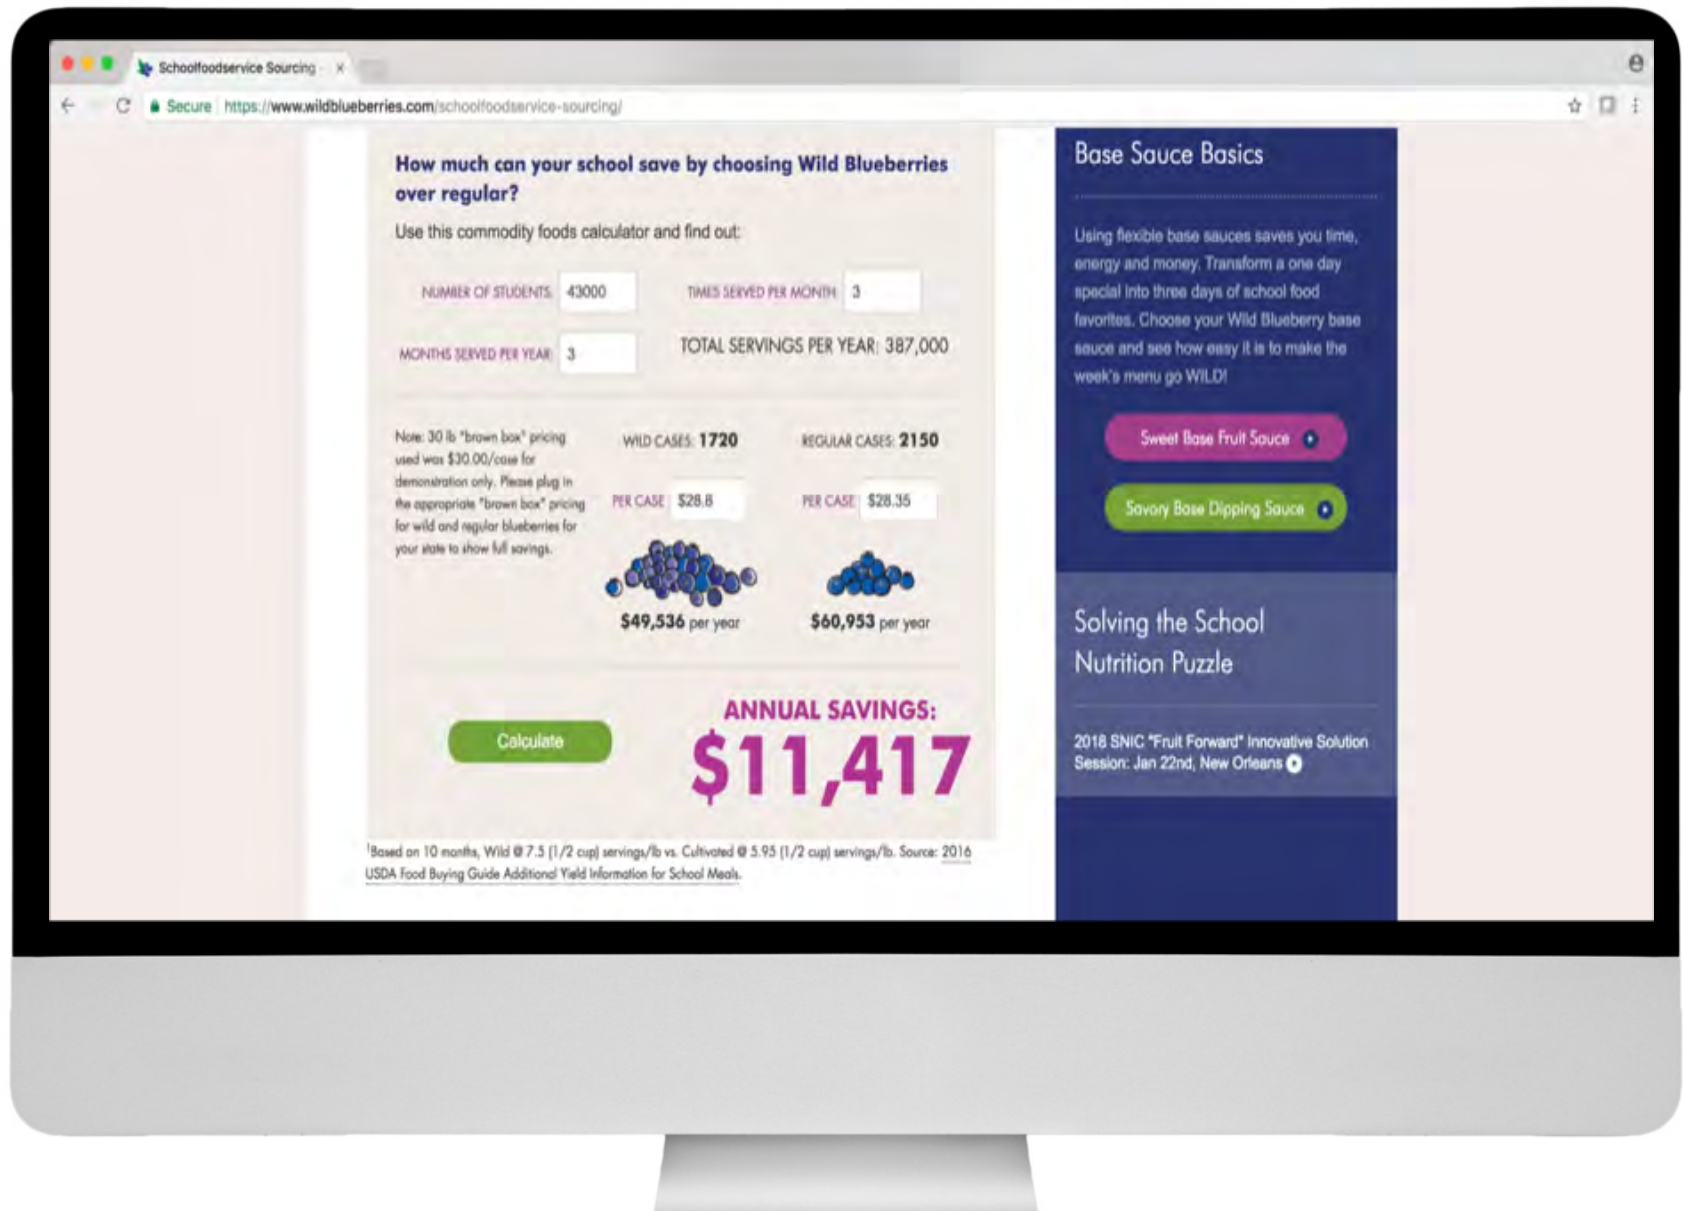 Schoolfoodservice Sourcing
Secure https://www.wildblueberries.com/schoolfoodservice-sourcing/
How much can your school save by choosing Wild Blueberries
over regular?
Use this commodity foods calculator and find out:
NUMBER OF STUDENTS: 43000
TIMES SERVED PER MONTH: 3
MONTHS SERVED PER YEAR: 3
TOTAL SERVINGS PER YEAR: 387,000
Note: 30 lb "brown box" pricing
used was $30.00/case for
demonstration only. Please plug in
the appropriate "brown box" pricing
for wild and regular blueberries for
your state to show full savings.
WILD CASES: 1720
REGULAR CASES: 2150
PER CASE: $28.8
PER CASE: $28.35
$49,536 per year
$60,953 per year
Calculate
ANNUAL SAVINGS:
$11,417
¹Based on 10 months, Wild @ 7.5 (1/2 cup) servings/lb vs. Cultivated @ 5.95 (1/2 cup) servings/lb. Source: 2016
USDA Food Buying Guide Additional Yield Information for School Meals.
Base Sauce Basics
Using flexible base sauces saves you time,
energy and money. Transform a one day
special into three days of school food
favorites. Choose your Wild Blueberry base
sauce and see how easy it is to make the
week's menu go WILD!
Sweet Base Fruit Sauce
Savory Base Dipping Sauce
Solving the School
Nutrition Puzzle
2018 SNIC "Fruit Forward" Innovative Solution
Session: Jan 22nd, New Orleans